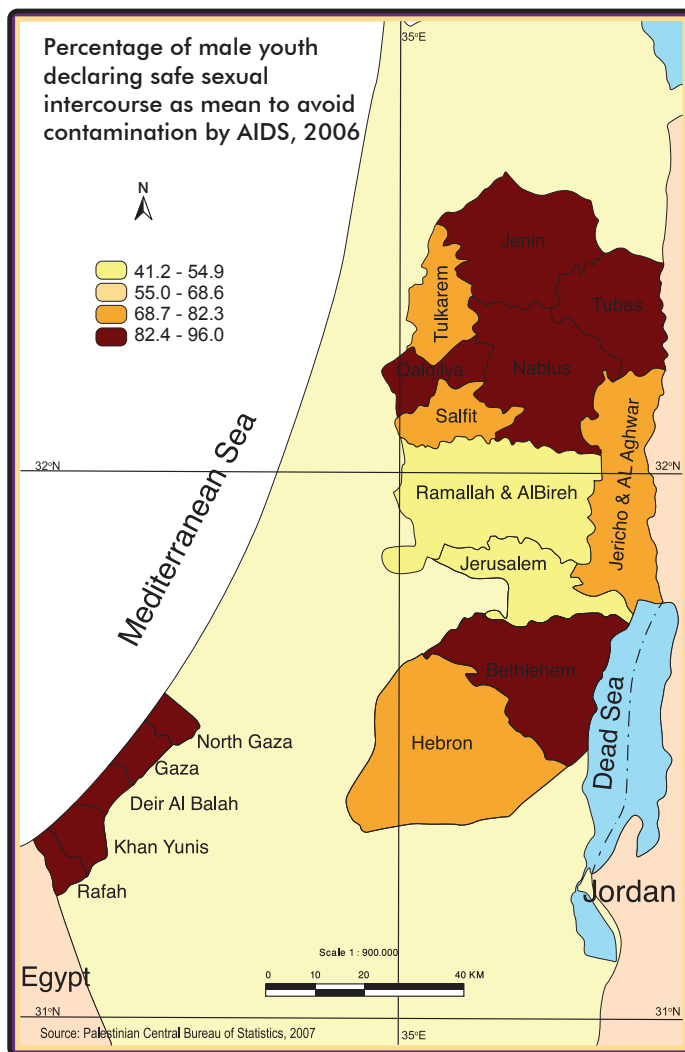 Percentage of male youth
declaring safe sexual
intercourse as mean to avoid
contamination by AIDS, 2006
35°E
N
41.2 - 54.9
55.0 - 68.6
68.7 - 82.3
82.4 - 96.0
Jenin
Tulkarem
Tubas
Qalqilya
Nablus
Salfit
Mediterranean Sea
32°N
32°N
Ramallah & AlBireh
Jericho & AL Aghwar
Jerusalem
Bethlehem
Dead Sea
Hebron
North Gaza
Gaza
Deir Al Balah
Khan Yunis
Rafah
Jordan
Scale 1 : 900.000
0 10 20 40 KM
Egypt
31°N
31°N
Source: Palestinian Central Bureau of Statistics, 2007
35°E